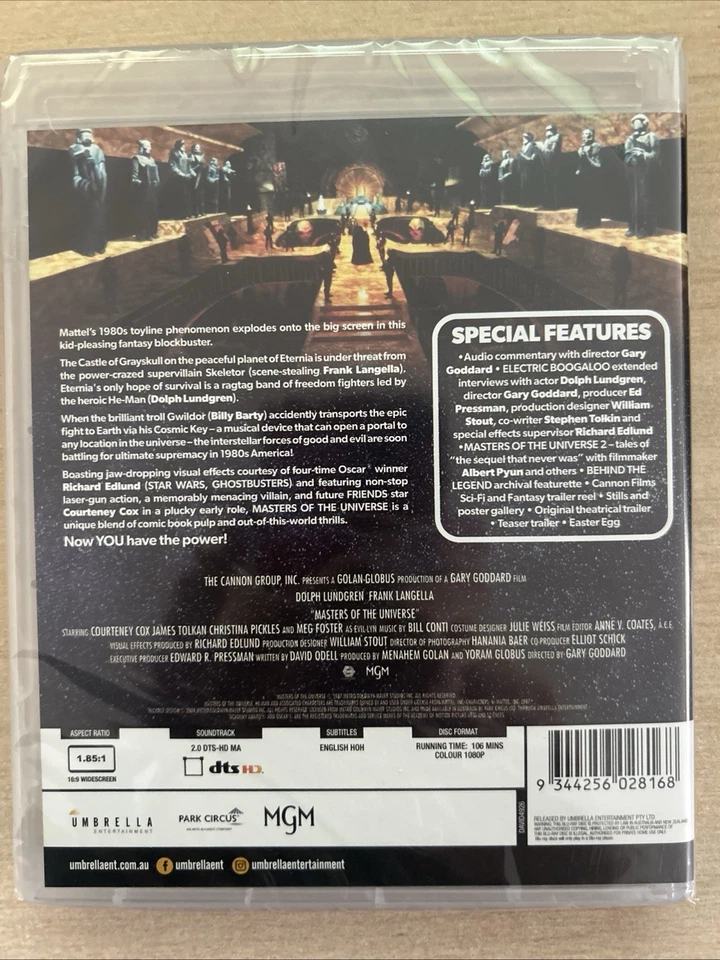 Mattel's 1980s toyline phenomenon explodes onto the big screen in this
kid-pleasing fantasy blockbuster.
The Castle of Grayskull on the peaceful planet of Eternia is under threat from
the power-crazed supervillain Skeletor (scene-stealing Frank Langella).
Eternia's only hope of survival is a ragtag band of freedom fighters led by
the heroic He-Man (Dolph Lundgren).
When the brilliant troll Gwildor (Billy Barty) accidently transports the epic
fight to Earth via his Cosmic Key – a musical device that can open a portal to
any location in the universe – the interstellar forces of good and evil are soon
battling for ultimate supremacy in 1980s America!
Boasting jaw-dropping visual effects courtesy of four-time Oscar® winner
Richard Edlund (STAR WARS, GHOSTBUSTERS) and featuring non-stop
laser-gun action, a memorably menacing villain, and future FRIENDS star
Courteney Cox in a plucky early role, MASTERS OF THE UNIVERSE is a
unique blend of comic book pulp and out-of-this-world thrills.
Now YOU have the power!
SPECIAL FEATURES
• Audio commentary with director Gary
Goddard • ELECTRIC BOOGALOO extended
interviews with actor Dolph Lundgren,
director Gary Goddard, producer Ed
Pressman, production designer William
Stout, co-writer Stephen Tolkin and
special effects supervisor Richard Edlund
• MASTERS OF THE UNIVERSE 2 – tales of
"the sequel that never was" with filmmaker
Albert Pyun and others • BEHIND THE
LEGEND archival featurette • Cannon Films
Sci-Fi and Fantasy trailer reel • Stills and
poster gallery • Original theatrical trailer
• Teaser trailer • Easter Egg
THE CANNON GROUP, INC. PRESENTS A GOLAN-GLOBUS PRODUCTION OF A GARY GODDARD FILM
DOLPH LUNDGREN FRANK LANGELLA
"MASTERS OF THE UNIVERSE"
STARRING COURTENEY COX JAMES TOLKAN CHRISTINA PICKLES AND MEG FOSTER AS EVIL-LYN MUSIC BY BILL CONTI COSTUME DESIGNER JULIE WEISS FILM EDITOR ANNE V. COATES, A.C.E.
VISUAL EFFECTS PRODUCED BY RICHARD EDLUND PRODUCTION DESIGNER WILLIAM STOUT DIRECTOR OF PHOTOGRAPHY HANANIA BAER CO-PRODUCER ELLIOT SCHICK
EXECUTIVE PRODUCER EDWARD R. PRESSMAN WRITTEN BY DAVID ODELL PRODUCED BY MENAHEM GOLAN AND YORAM GLOBUS DIRECTED BY GARY GODDARD
MGM
ASPECT RATIO
1.85:1
16:9 WIDESCREEN
SOUNDTRACK
2.0 DTS-HD MA
dts HD
SUBTITLES
ENGLISH HOH
DISC FORMAT
RUNNING TIME: 106 MINS
COLOUR 1080P
9 344256 028168
DAVID4926
UMBRELLA
ENTERTAINMENT
PARK CIRCUS
MGM
RELEASED BY UMBRELLA ENTERTAINMENT PTY LTD.
umbrellaent.com.au
umbrellaent
umbrellaentertainment